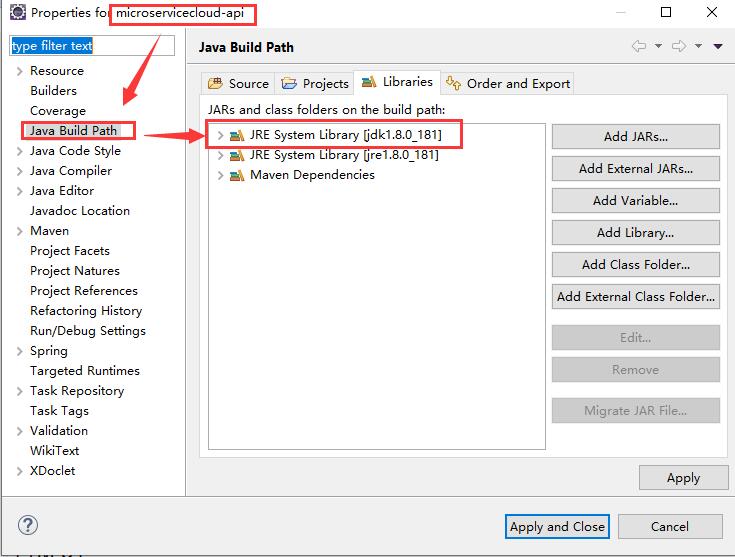 Properties for microservicecloud-api
type filter text
Resource
Builders
Coverage
Java Build Path
Java Code Style
Java Compiler
Java Editor
Javadoc Location
Maven
Project Facets
Project Natures
Project References
Refactoring History
Run/Debug Settings
Spring
Targeted Runtimes
Task Repository
Task Tags
Validation
WikiText
XDoclet
Java Build Path
Source
Projects
Libraries
Order and Export
JARs and class folders on the build path:
JRE System Library [jdk1.8.0_181]
JRE System Library [jre1.8.0_181]
Maven Dependencies
Add JARs...
Add External JARs...
Add Variable...
Add Library...
Add Class Folder...
Add External Class Folder...
Edit...
Remove
Migrate JAR File...
Apply
?
Apply and Close
Cancel